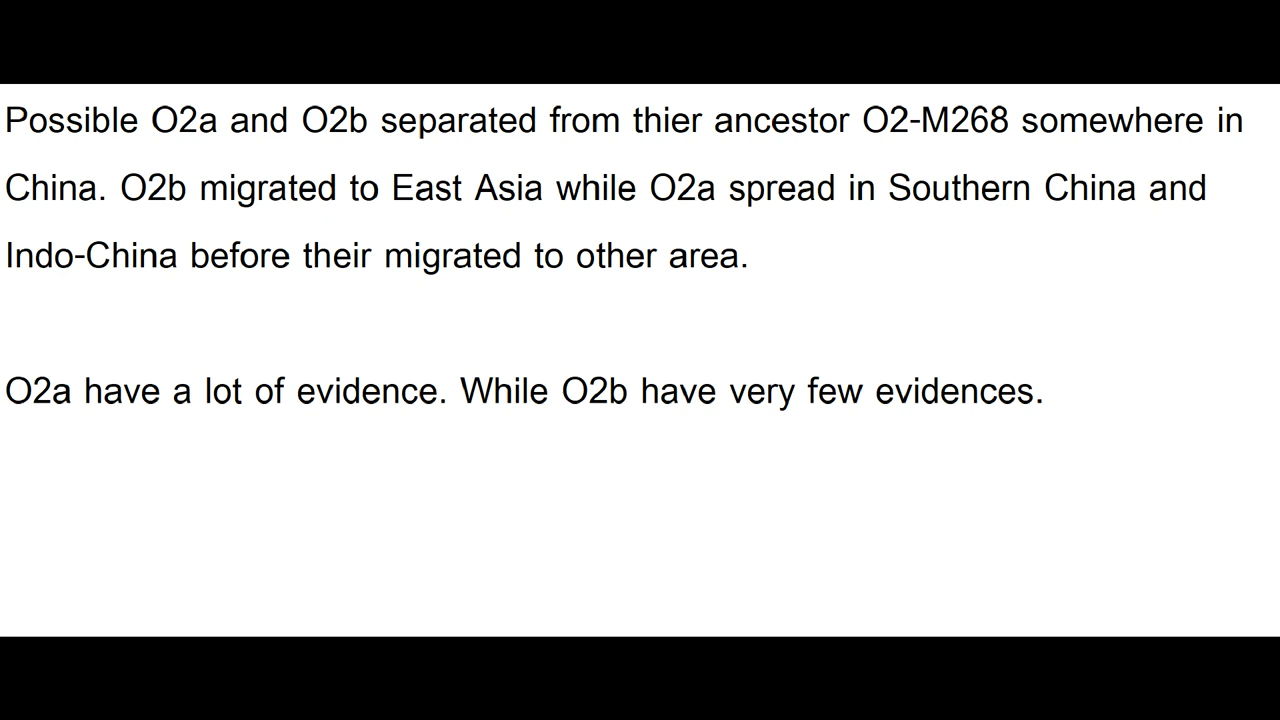 Possible O2a and O2b separated from thier ancestor O2-M268 somewhere in
China. O2b migrated to East Asia while O2a spread in Southern China and
Indo-China before their migrated to other area.
O2a have a lot of evidence. While O2b have very few evidences.